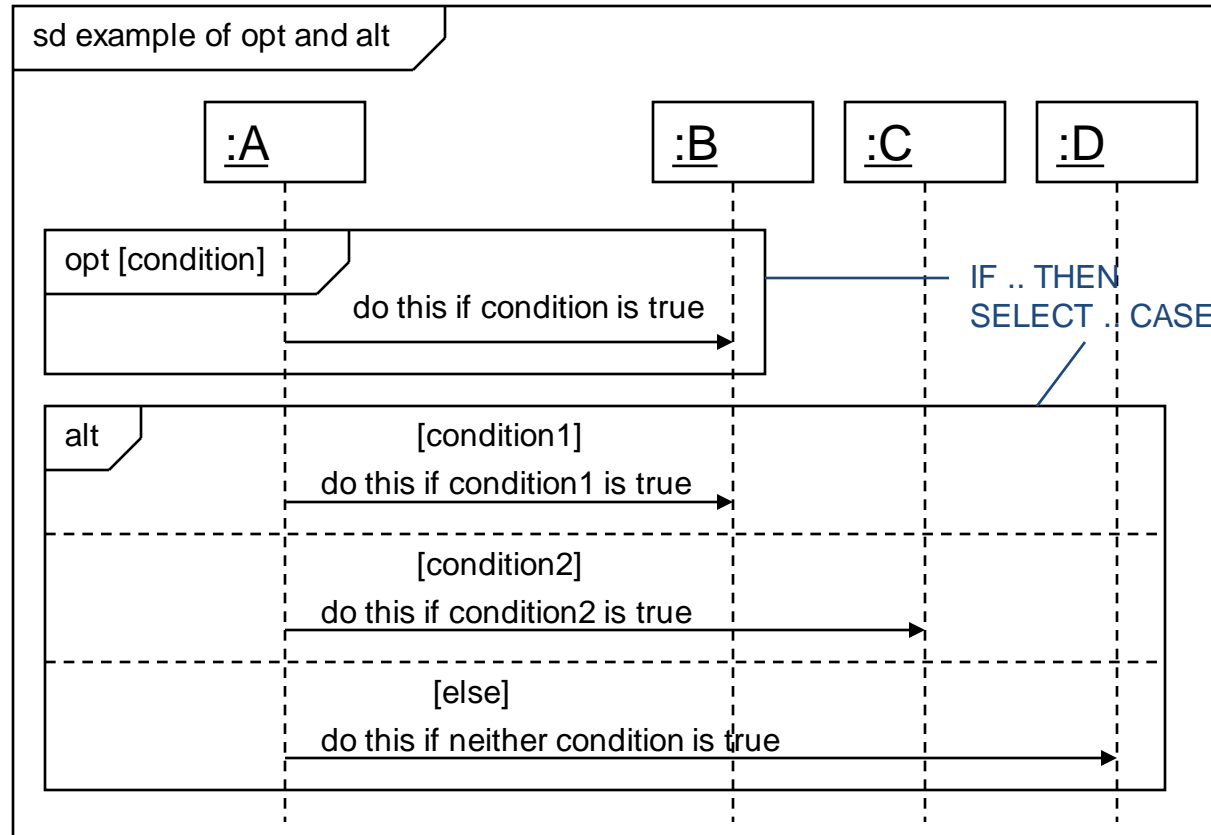 sd example of opt and alt
:A
:B
:C
:D
opt [condition]
do this if condition is true
IF .. THEN
SELECT .. CASE
alt
[condition1]
do this if condition1 is true
[condition2]
do this if condition2 is true
[else]
do this if neither condition is true